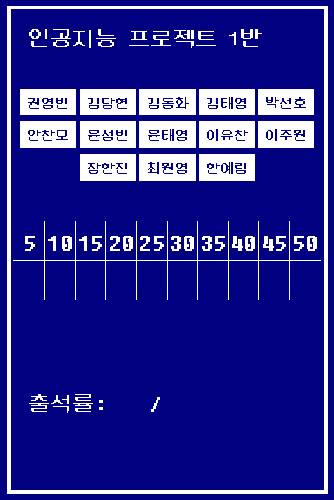 인공지능 프로젝트 1반
권영빈 김당현 김동화 김태영 박선호
안찬모 윤성빈 윤태영 이유찬 이주원
장한진 최원영 한예림
5 10 15 20 25 30 35 40 45 50
출석률: /